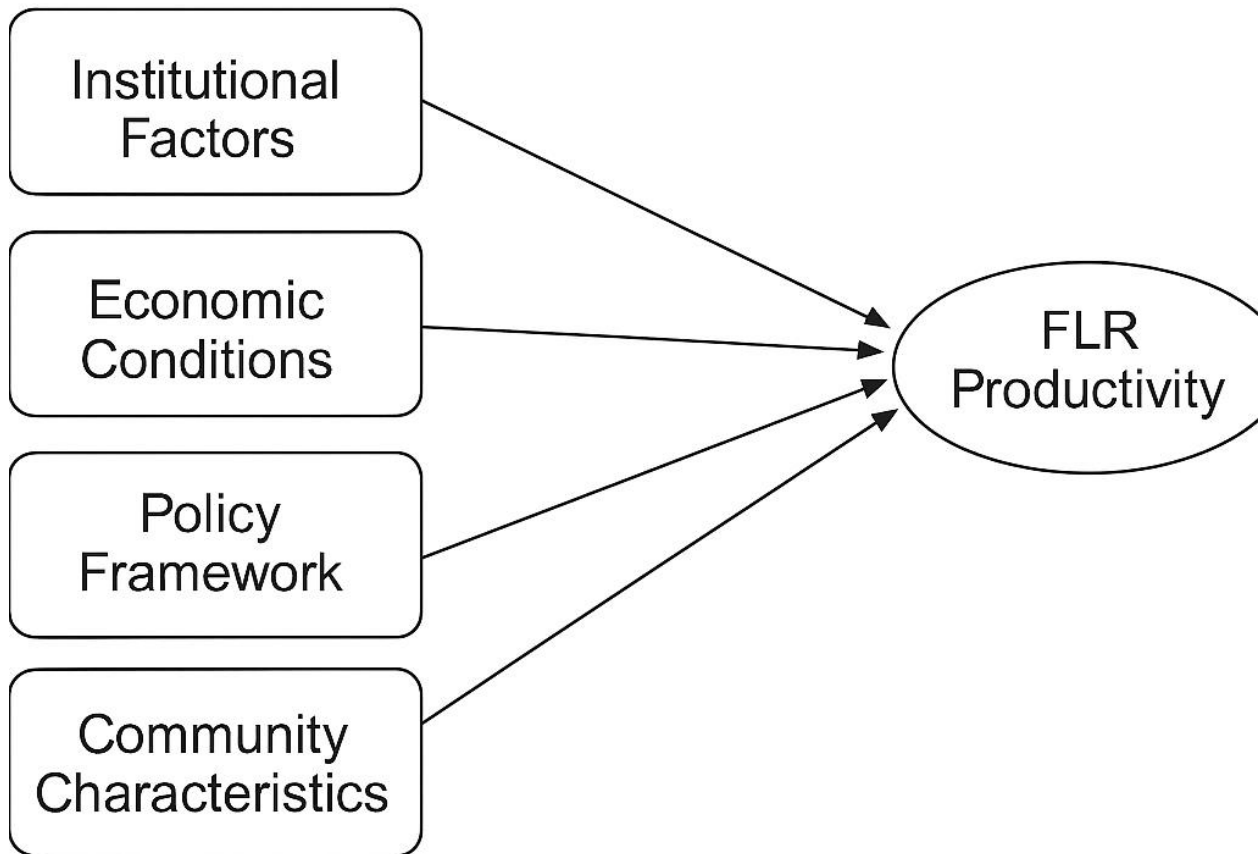 Institutional
Factors
Economic
Conditions
Policy
Framework
Community
Characteristics
FLR
Productivity